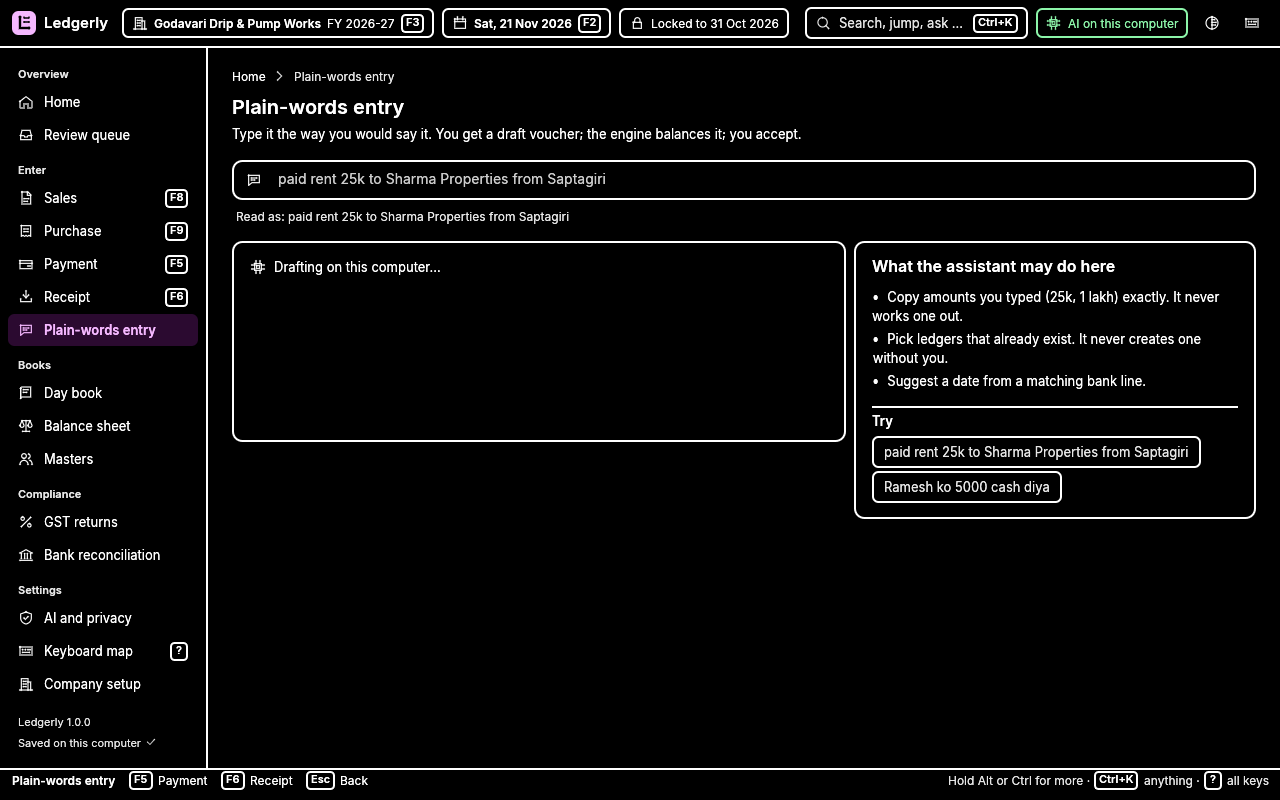 Ledgerly
Godavari Drip & Pump Works FY 2026-27 F3
Sat, 21 Nov 2026 F2
Locked to 31 Oct 2026
Search, jump, ask ... Ctrl+K
AI on this computer
Overview
Home
Review queue
Enter
Sales F8
Purchase F9
Payment F5
Receipt F6
Plain-words entry
Books
Day book
Balance sheet
Masters
Compliance
GST returns
Bank reconciliation
Settings
AI and privacy
Keyboard map ?
Company setup
Ledgerly 1.0.0
Saved on this computer
Home Plain-words entry
Plain-words entry
Type it the way you would say it. You get a draft voucher; the engine balances it; you accept.
paid rent 25k to Sharma Properties from Saptagiri
Read as: paid rent 25k to Sharma Properties from Saptagiri
Drafting on this computer...
What the assistant may do here
• Copy amounts you typed (25k, 1 lakh) exactly. It never
works one out.
• Pick ledgers that already exist. It never creates one
without you.
• Suggest a date from a matching bank line.
Try
paid rent 25k to Sharma Properties from Saptagiri
Ramesh ko 5000 cash diya
Plain-words entry F5 Payment F6 Receipt Esc Back
Hold Alt or Ctrl for more · Ctrl+K anything · ? all keys